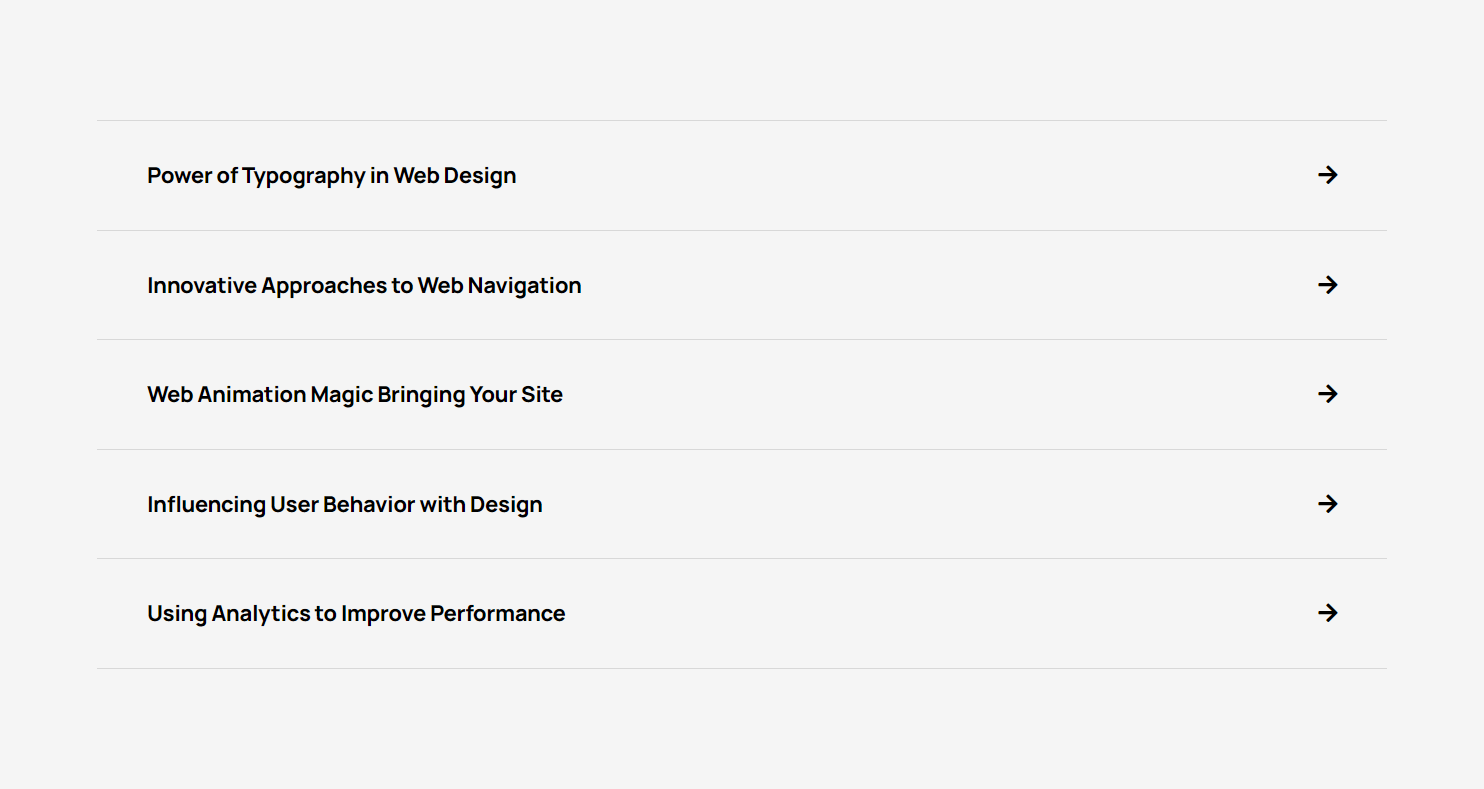 Power of Typography in Web Design
Innovative Approaches to Web Navigation
Web Animation Magic Bringing Your Site
Influencing User Behavior with Design
Using Analytics to Improve Performance